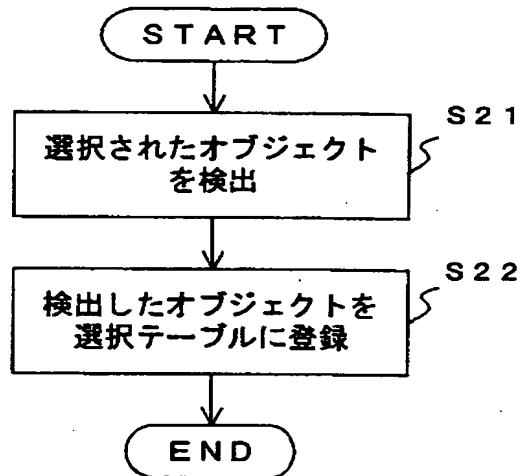 START
選択されたオブジェクト
を検出
S21
検出したオブジェクトを
選択テーブルに登録
S22
END